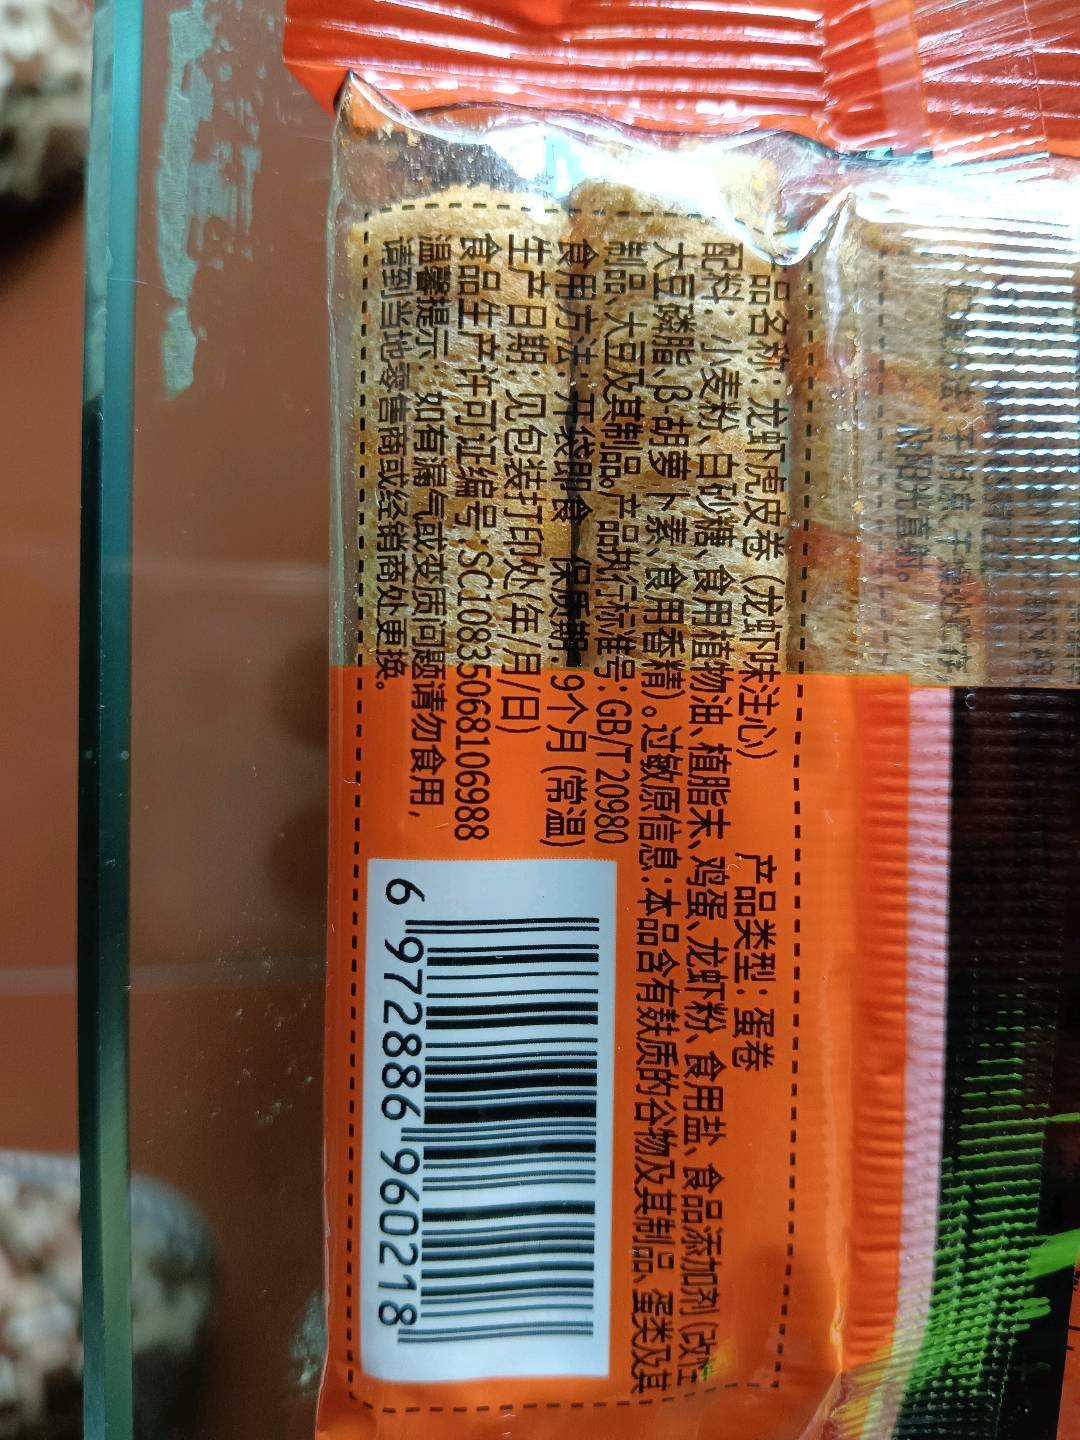 品名称：龙虾虎皮卷（龙虾味注心） 产品类型：蛋卷
配料：小麦粉、白砂糖、食用植物油、植脂末、鸡蛋、龙虾粉、食用盐、食品添加剂（改性
大豆磷脂、β-胡萝卜素、食用香精）。过敏原信息：本品含有麸质的谷物及其制品、蛋类及其
制品、大豆及其制品。产品执行标准号：GB/T 20980
食用方法：开袋即食 保质期：9个月（常温）
生产日期：见包装打印处（年/月/日）
食品生产许可证编号：SC10835068106988
温馨提示：如有漏气或变质问题请勿食用，
请到当地零售商或经销商处更换。
6 972886 960218
阳光直射。